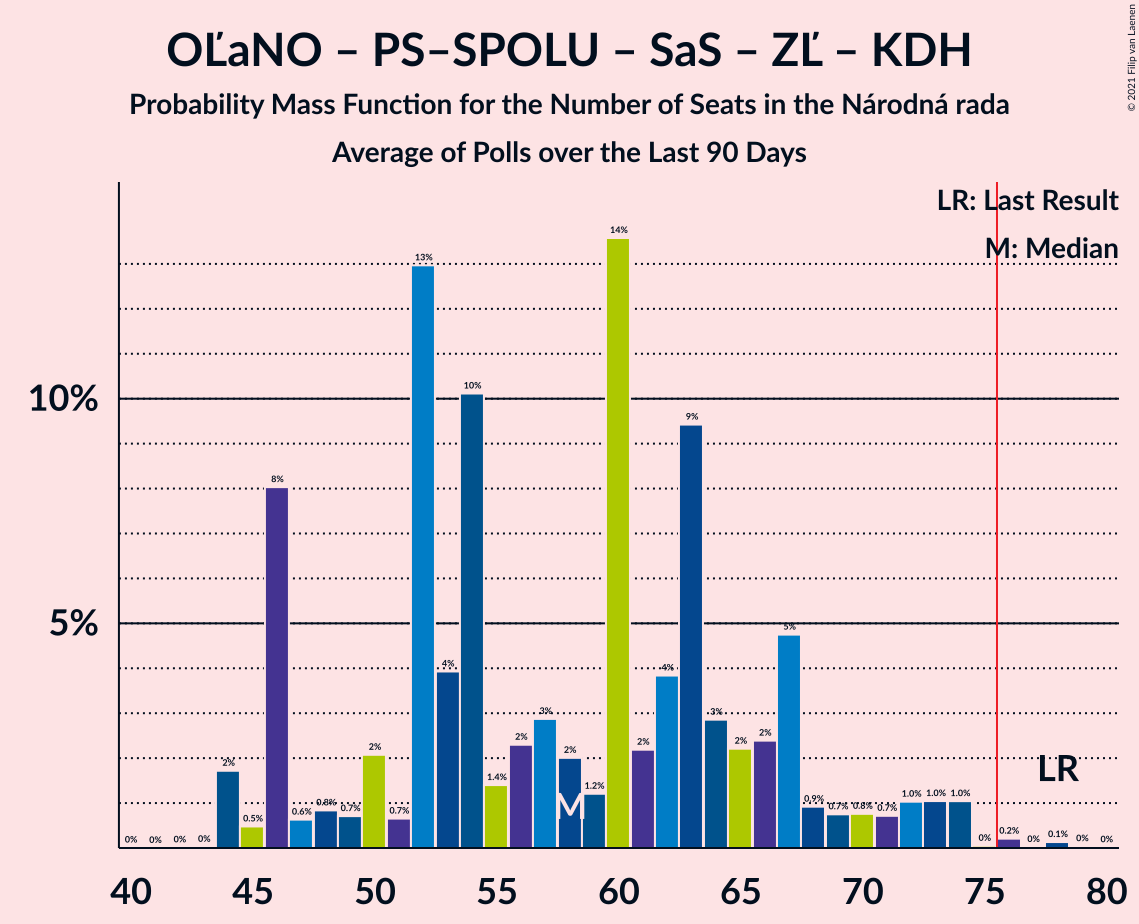 OĽaNO – PS–SPOLU – SaS – ZĽ – KDH
Probability Mass Function for the Number of Seats in the Národná rada
Average of Polls over the Last 90 Days
© 2021 Filip van Laenen
LR: Last Result
M: Median
10%
5%
0% 0% 0% 0% 2% 0.5% 8% 0.6% 0.8% 0.7% 2% 0.7% 13% 4% 10% 1.4% 2% 3% 2% 1.2% 14% 2% 4% 9% 3% 2% 2% 5% 0.9% 0.7% 0.8% 0.7% 1.0% 1.0% 1.0% 0% 0.2% 0% 0.1% 0% 0%
M
LR
40 45 50 55 60 65 70 75 80